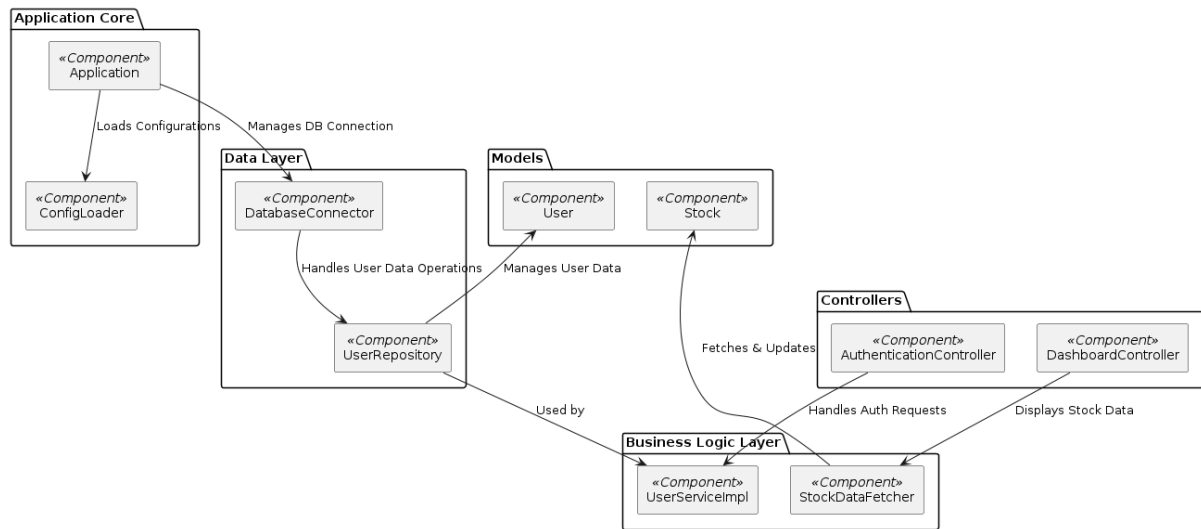 Application Core
«Component»
Application
Loads Configurations
Manages DB Connection
Data Layer
Models
«Component»
ConfigLoader
«Component»
DatabaseConnector
«Component»
User
«Component»
Stock
Handles User Data Operations
Manages User Data
Controllers
«Component»
UserRepository
Fetches & Updates
«Component»
AuthenticationController
«Component»
DashboardController
Used by
Handles Auth Requests
Displays Stock Data
Business Logic Layer
«Component»
UserServiceImpl
«Component»
StockDataFetcher